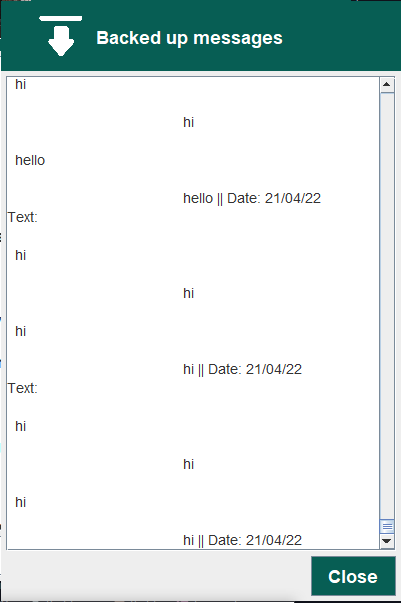 Backed up messages
hi
hi
hello
hello || Date: 21/04/22
Text:
hi
hi
hi
hi || Date: 21/04/22
Text:
hi
hi
hi
hi || Date: 21/04/22
Close